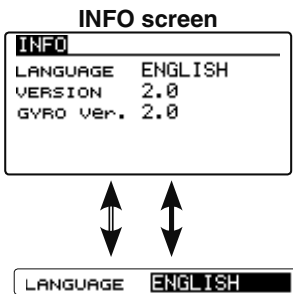 INFO screen
INFO
LANGUAGE ENGLISH
VERSION 2.0
GYRO Ver. 2.0
LANGUAGE ENGLISH